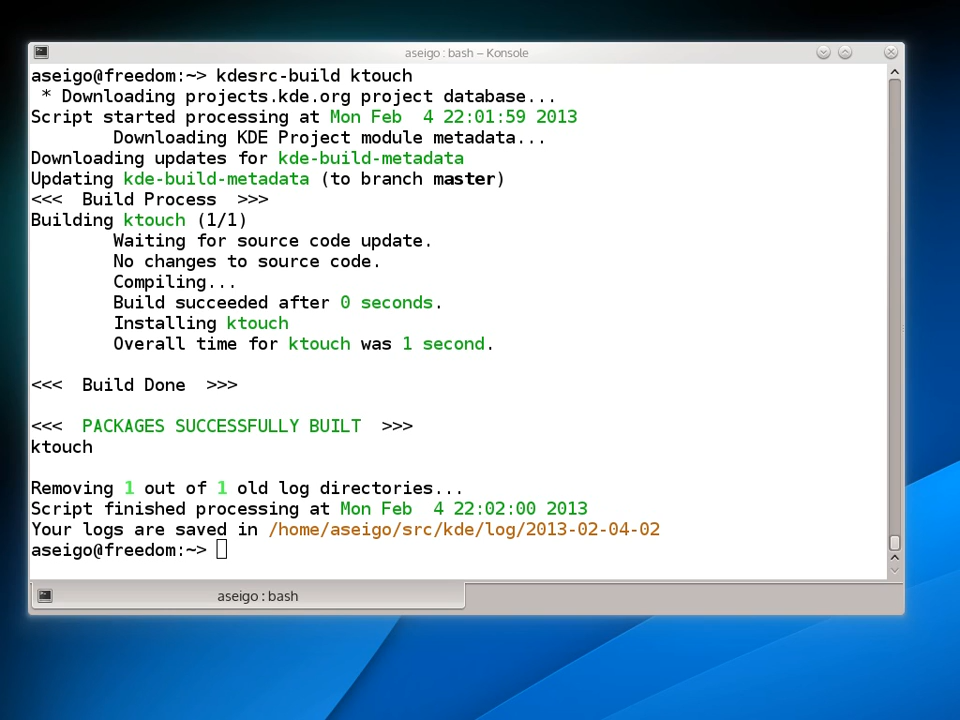 aseigo : bash – Konsole
aseigo@freedom:~> kdesrc-build ktouch
 * Downloading projects.kde.org project database...
Script started processing at Mon Feb  4 22:01:59 2013
        Downloading KDE Project module metadata...
Downloading updates for kde-build-metadata
Updating kde-build-metadata (to branch master)
<<<  Build Process  >>>
Building ktouch (1/1)
        Waiting for source code update.
        No changes to source code.
        Compiling...
        Build succeeded after 0 seconds.
        Installing ktouch
        Overall time for ktouch was 1 second.
<<<  Build Done  >>>
<<<  PACKAGES SUCCESSFULLY BUILT  >>>
ktouch
Removing 1 out of 1 old log directories...
Script finished processing at Mon Feb  4 22:02:00 2013
Your logs are saved in /home/aseigo/src/kde/log/2013-02-04-02
aseigo@freedom:~>
aseigo : bash